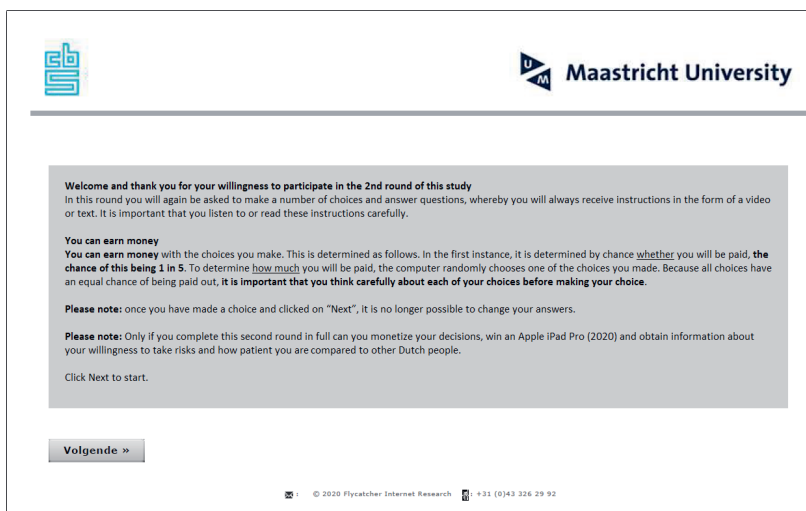 cbs
UM
Maastricht University
Welcome and thank you for your willingness to participate in the 2nd round of this study
In this round you will again be asked to make a number of choices and answer questions, whereby you will always receive instructions in the form of a video
or text. It is important that you listen to or read these instructions carefully.
You can earn money
You can earn money with the choices you make. This is determined as follows. In the first instance, it is determined by chance whether you will be paid, the
chance of this being 1 in 5. To determine how much you will be paid, the computer randomly chooses one of the choices you made. Because all choices have
an equal chance of being paid out, it is important that you think carefully about each of your choices before making your choice.
Please note: once you have made a choice and clicked on “Next”, it is no longer possible to change your answers.
Please note: Only if you complete this second round in full can you monetize your decisions, win an Apple iPad Pro (2020) and obtain information about
your willingness to take risks and how patient you are compared to other Dutch people.
Click Next to start.
Volgende »
: © 2020 Flycatcher Internet Research : +31 (0)43 326 29 92